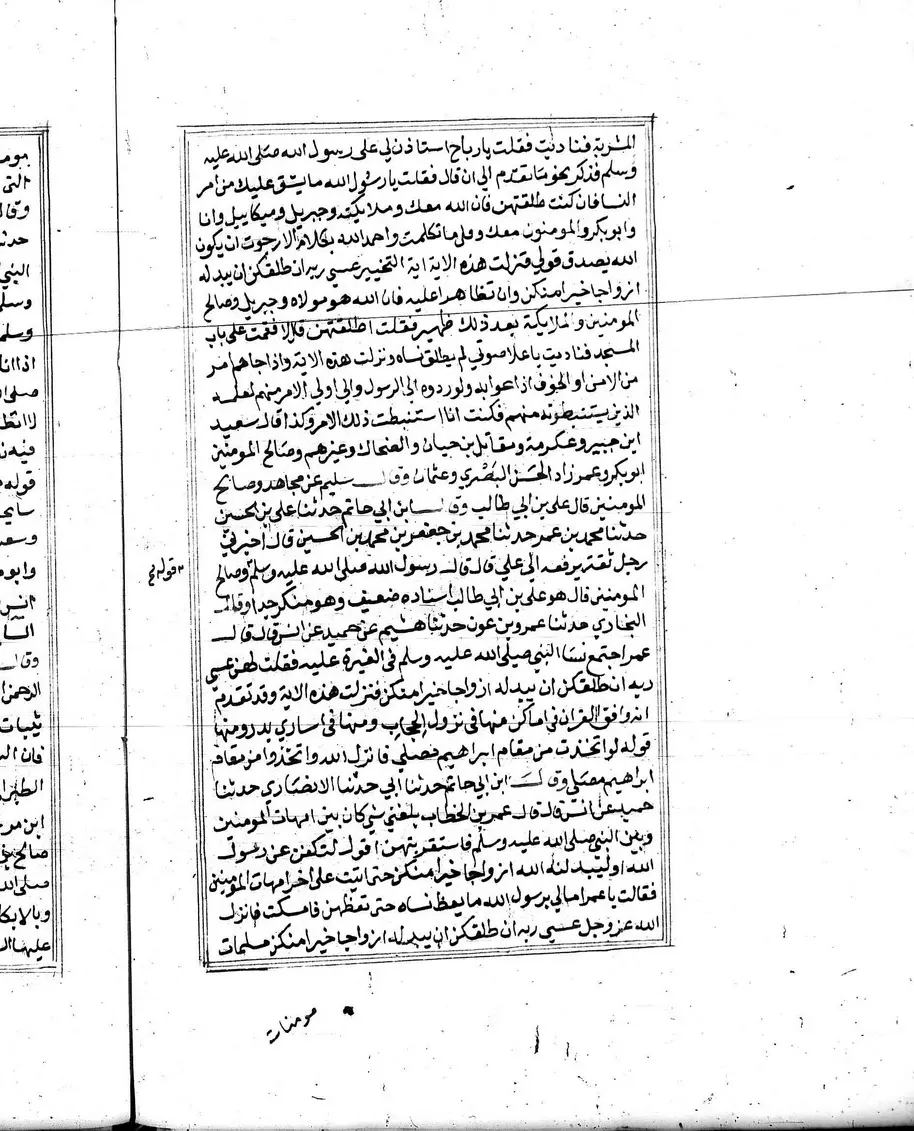 المشربة فناديت فقلت يا رباح استاذن لي على رسول الله صلى الله عليه
وسلم فذكر نحو ما تقدم الى ان قال فقلت يا رسول الله ما يشق عليك من امر
النسا فان كنت طلقتهن فان الله معك وملايكته وجبريل وميكاييل وانا
وابو بكر والمومنون معك وقل ما تكلمت واحمد الله بكلام الا رجوت ان يكون
الله يصدق قولي فنزلت هذه الاية اية التخيير عسى ربه ان طلقكن ان يبدله
ازواجا خيرا منكن وان تظاهرا عليه فان الله هو مولاه وجبريل وصالح
المومنين والملايكة بعد ذلك ظهير فقلت اطلقتهن قال لا فقمت على باب
المسجد فناديت باعلا صوتي لم يطلق نساه ونزلت هذه الاية واذا جاهم امر
من الامن او الخوف اذاعوا به ولو ردوه الى الرسول والى اولي الامر منهم لعلمه
الذين يستنبطونه منهم فكنت انا استنبطت ذلك الامر وكذا قال سعيد
ابن جبير وعكرمة ومقاتل بن حيان والضحاك وغيرهم وصالح المومنين
ابو بكر وعمر زاد الحسن البصري وعثمان وقال سليم عن مجاهد وصالح
المومنين قال علي بن ابي طالب وقال ابن ابي حاتم حدثنا علي بن الحسين
حدثنا محمد بن عمر حدثنا محمد بن جعفر بن محمد بن الحسين قال اخبرني
رجل ثقة يرفعه الى علي قال قال رسول الله صلى الله عليه وسلم وصالح
قوله
المومنين قال هو علي بن ابي طالب اسناده ضعيف وهو منكر جدا وقال
البخاري حدثنا عمرو بن عون حدثنا هشيم عن حميد عن انس قال قال
عمر اجتمع نسا النبي صلى الله عليه وسلم في الغيرة عليه فقلت لهن عسى
ربه ان طلقكن ان يبدله ازواجا خيرا منكن فنزلت هذه الاية وقد تقدم
انه وافق القران في اماكن منها في نزول الحجاب ومنها في اساري بدر ومنها
قوله لو اتخذت من مقام ابراهيم مصلي فانزل الله واتخذوا من مقام
ابراهيم مصلى وقال ابن ابي حاتم حدثنا ابي حدثنا الانصاري حدثنا
حميد عن انس قال قال عمر بن الخطاب بلغني شي كان بين امهات المومنين
وبين النبي صلى الله عليه وسلم فاستقريتهن اقول لتكفن عن رسول
الله او ليبدلنه الله ازواجا خيرا منكن حتى اتيت على اخر امهات المومنين
فقالت يا عمر اما لي برسول الله ما يعظ نساه حتى تعظهن فامسكت فانزل
الله عز وجل عسى ربه ان طلقكن ان يبدله ازواجا خيرا منكن مسلمات
مومنات